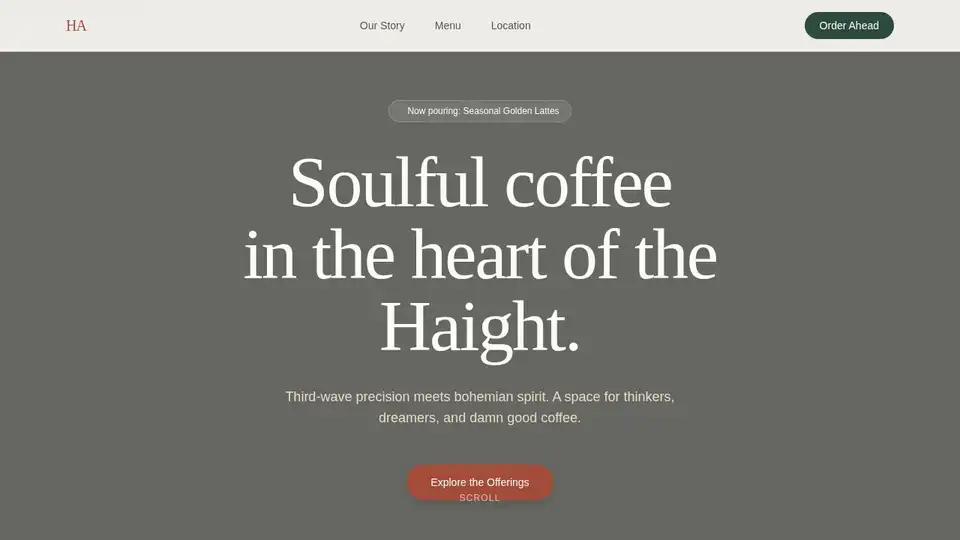 HA
Our Story
Menu
Location
Order Ahead
Now pouring: Seasonal Golden Lattes
Soulful coffee
in the heart of the
Haight.
Third-wave precision meets bohemian spirit. A space for thinkers,
dreamers, and damn good coffee.
Explore the Offerings
SCROLL